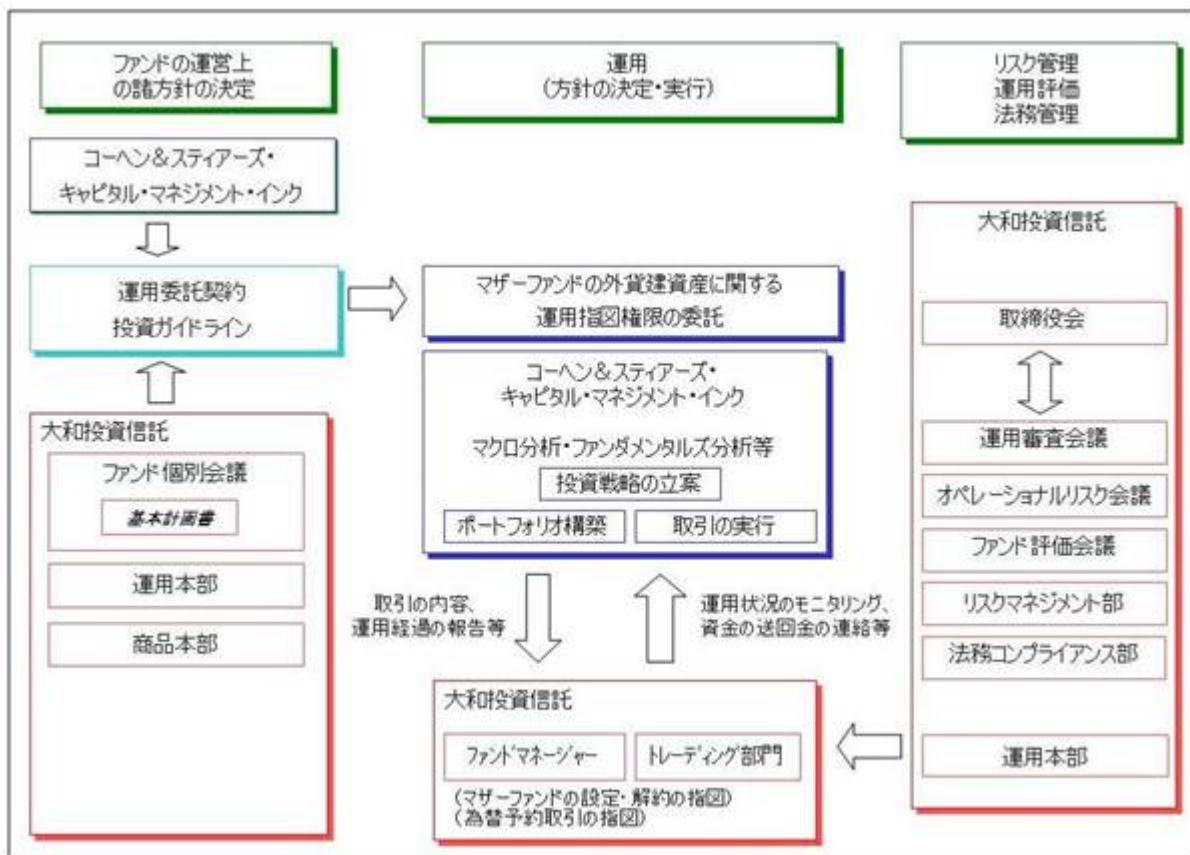 ファンドの運営上
の諸方針の決定
運用
(方針の決定・実行)
リスク管理
運用評価
法務管理
コーヘン&スティアーズ・
キャピタル・マネジメント・インク
運用委託契約
投資ガイドライン
マザーファンドの外貨建資産に関する
運用指図権限の委託
コーヘン&スティアーズ・
キャピタル・マネジメント・インク
マクロ分析・ファンダメンタルズ分析等
投資戦略の立案
ポートフォリオ構築
取引の実行
大和投資信託
ファンド個別会議
基本計画書
運用本部
商品本部
取引の内容、
運用経過の報告等
運用状況のモニタリング、
資金の送回金の連絡等
大和投資信託
ファンドマネージャー
トレーディング部門
(マザーファンドの設定・解約の指図)
(為替予約取引の指図)
大和投資信託
取締役会
運用審査会議
オペレーショナルリスク会議
ファンド評価会議
リスクマネジメント部
法務コンプライアンス部
運用本部